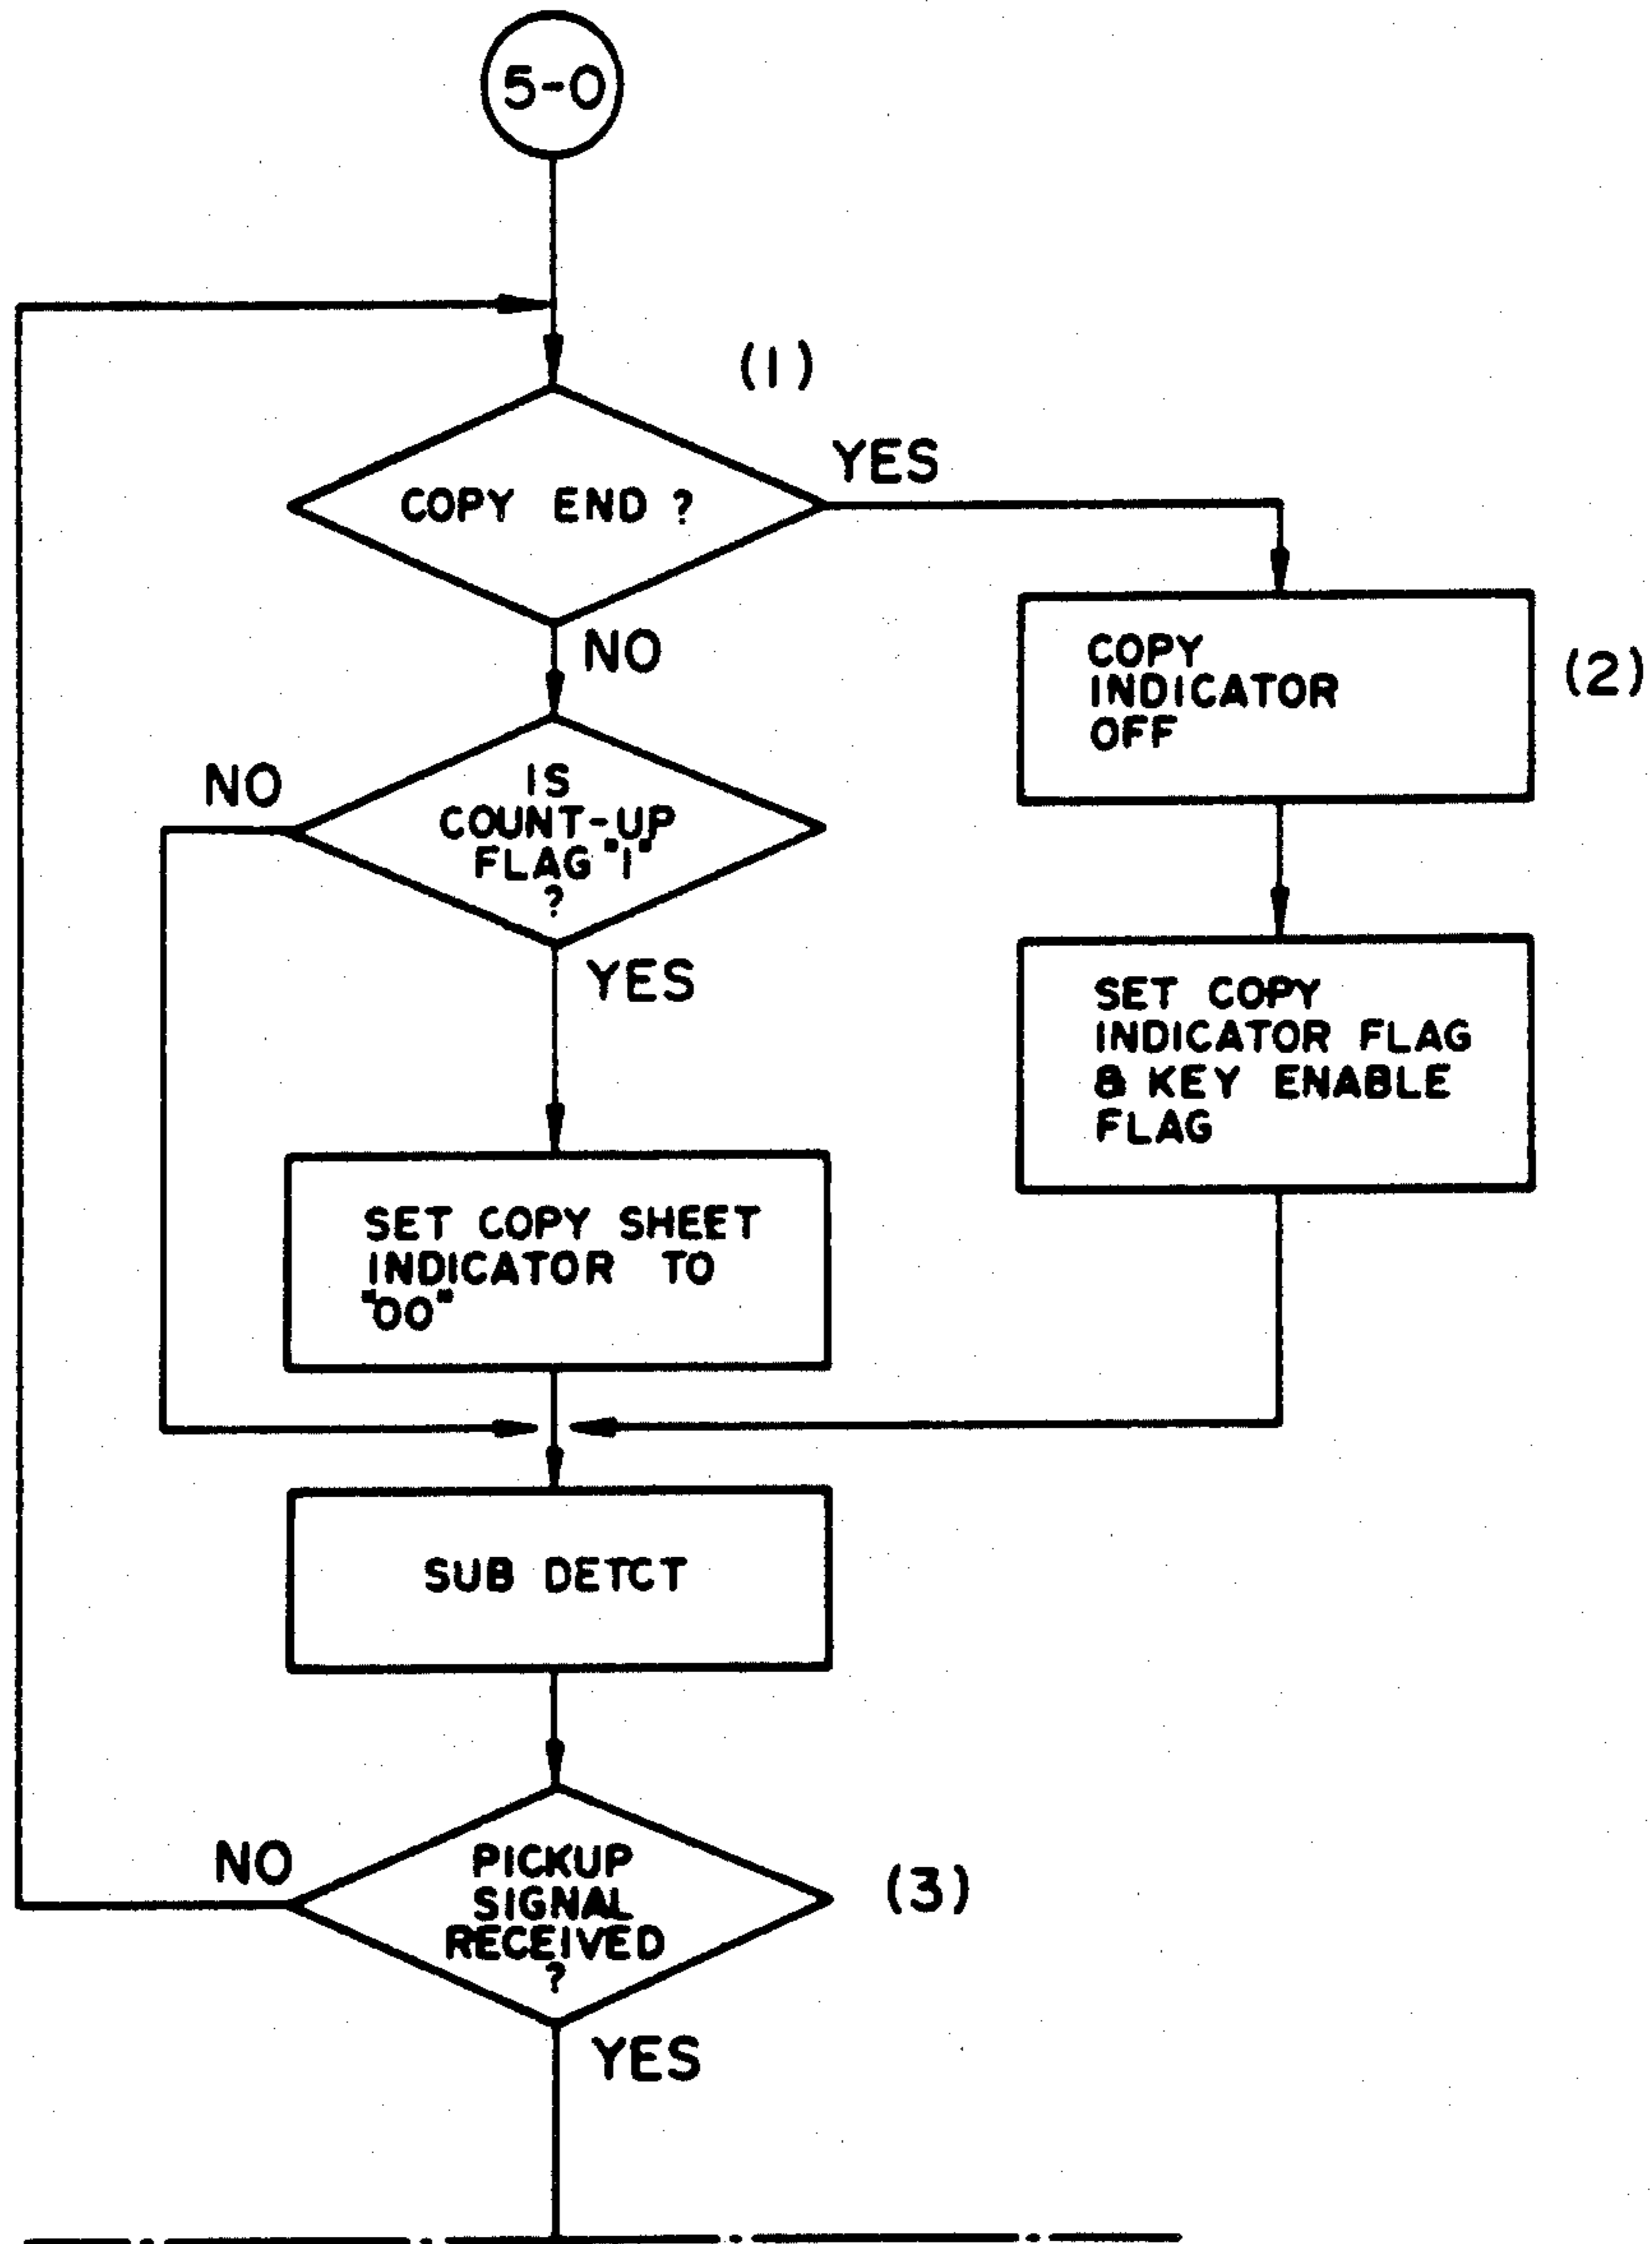 5-0
(1)
COPY END ?
YES
NO
COPY
INDICATOR
OFF
(2)
IS
COUNT-UP
FLAG "1"
?
NO
YES
SET COPY
INDICATOR FLAG
& KEY ENABLE
FLAG
SET COPY SHEET
INDICATOR TO
"00"
SUB DETCT
PICKUP
SIGNAL
RECEIVED
?
NO
(3)
YES